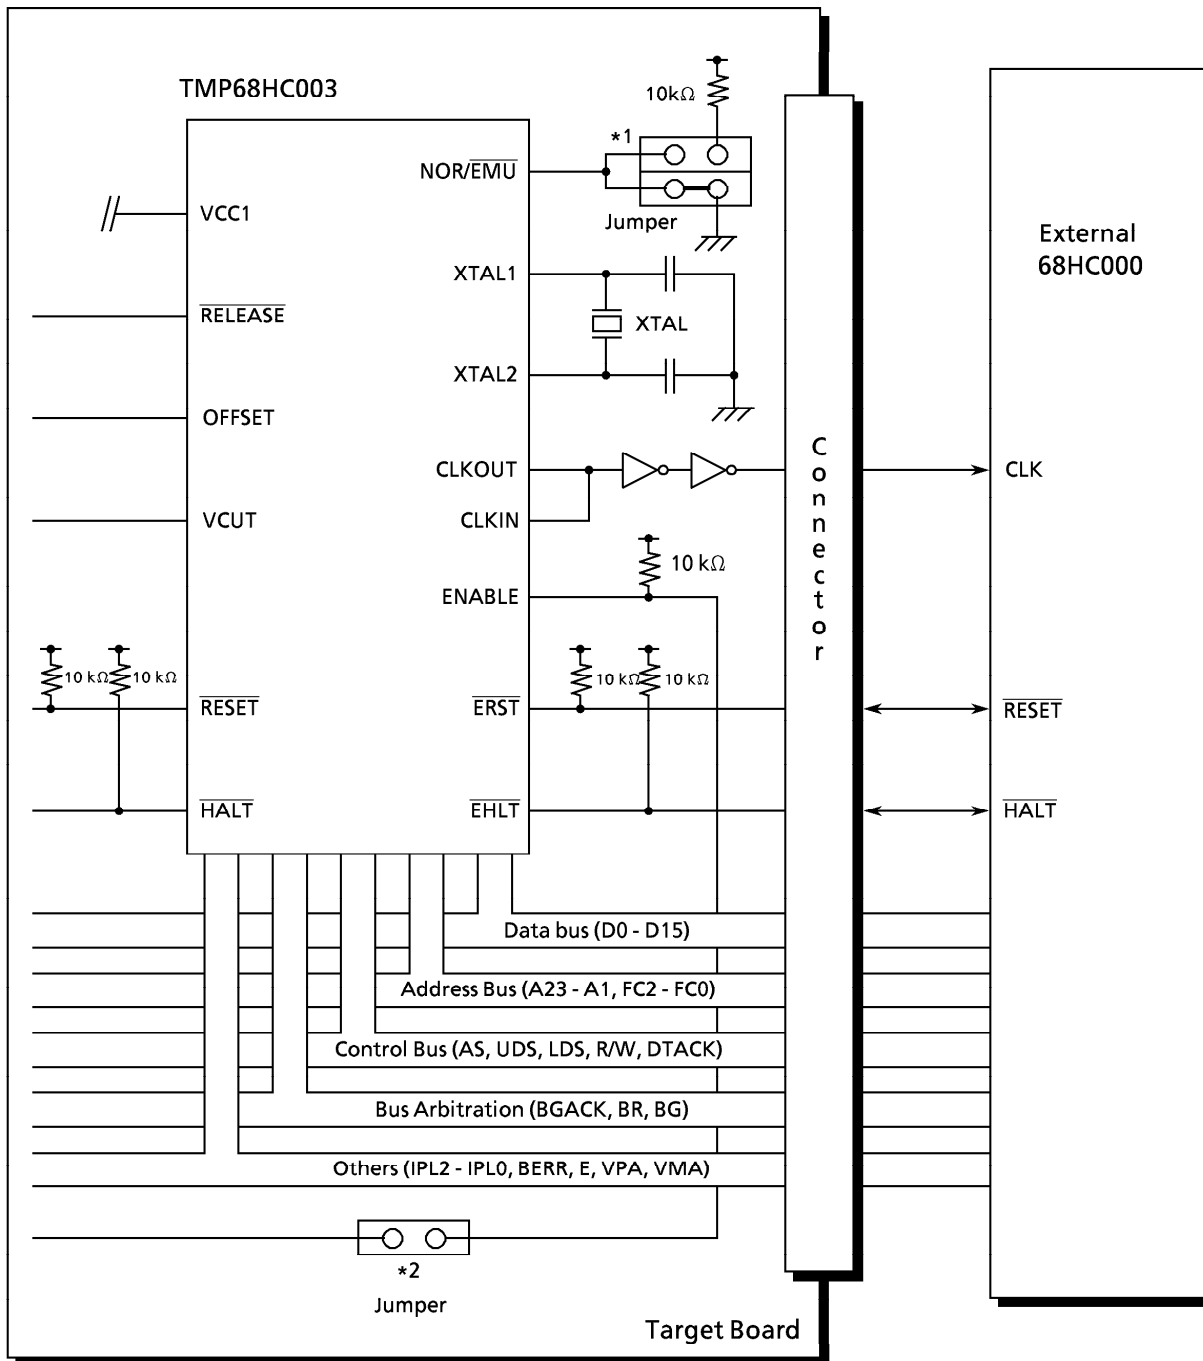 TMP68HC003
10kΩ
*1
NOR/EMU
Jumper
VCC1
External
68HC000
XTAL1
RELEASE
XTAL
XTAL2
OFFSET
Connector
CLKOUT
CLK
VCUT
CLKIN
10 kΩ
ENABLE
10 kΩ
10 kΩ
10 kΩ
10 kΩ
RESET
ERST
RESET
HALT
EHLT
HALT
Data bus (D0 - D15)
Address Bus (A23 - A1, FC2 - FC0)
Control Bus (AS, UDS, LDS, R/W, DTACK)
Bus Arbitration (BGACK, BR, BG)
Others (IPL2 - IPL0, BERR, E, VPA, VMA)
*2
Jumper
Target Board